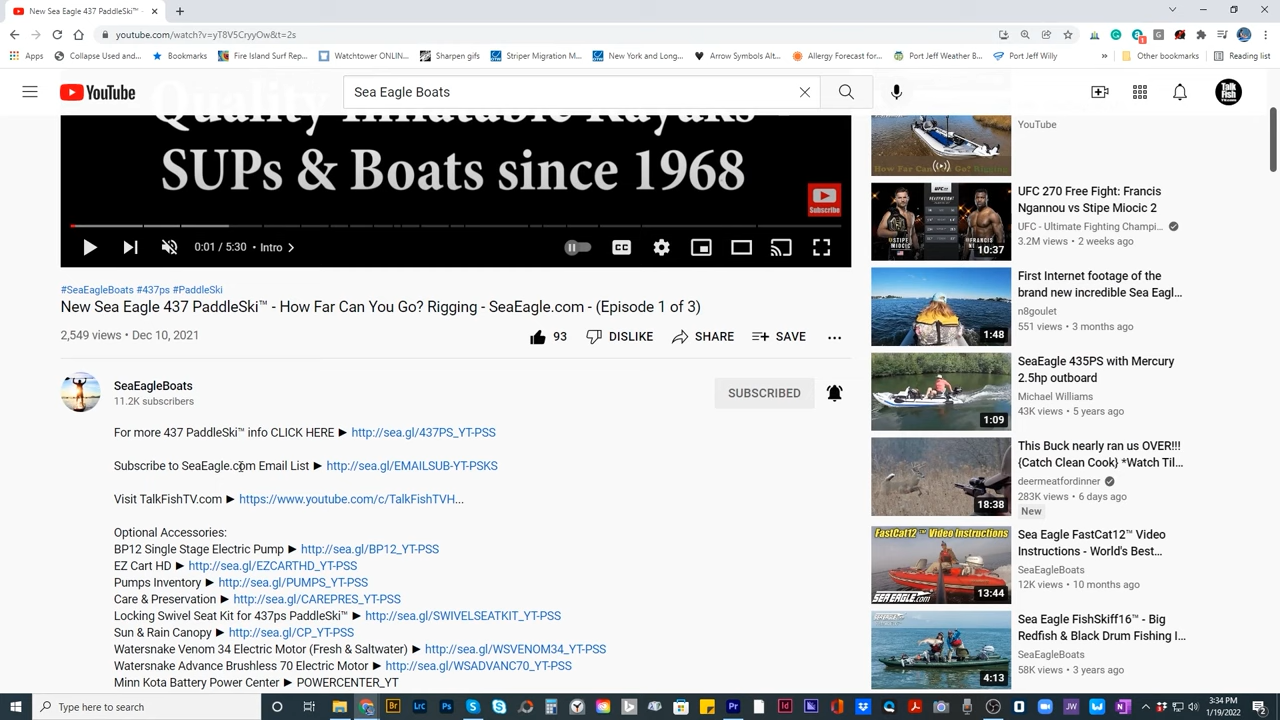 New Sea Eagle 437 PaddleSki™ -
youtube.com/watch?v=yT8V5CryyOw&t=2s
Apps
Collapse Used and...
Bookmarks
Fire Island Surf Rep...
Watchtower ONLIN...
Sharpen gifs
Striper Migration M...
New York and Long...
Arrow Symbols Alt...
Allergy Forecast for...
Port Jeff Weather B...
Port Jeff Willy
»
Other bookmarks
Reading list
YouTube
Sea Eagle Boats
Talk Fish
Quality Inflatable Kayaks
SUPs & Boats since 1968
Subscribe
0:01 / 5:30 • Intro
CC
#SeaEagleBoats #437ps #PaddleSki
New Sea Eagle 437 PaddleSki™ - How Far Can You Go? Rigging - SeaEagle.com - (Episode 1 of 3)
2,549 views • Dec 10, 2021
93
DISLIKE
SHARE
SAVE
SeaEagleBoats
11.2K subscribers
SUBSCRIBED
For more 437 PaddleSki™ info CLICK HERE ► http://sea.gl/437PS_YT-PSS
Subscribe to SeaEagle.com Email List ► http://sea.gl/EMAILSUB-YT-PSKS
Visit TalkFishTV.com ► https://www.youtube.com/c/TalkFishTVH...
Optional Accessories:
BP12 Single Stage Electric Pump ► http://sea.gl/BP12_YT-PSS
EZ Cart HD ► http://sea.gl/EZCARTHD_YT-PSS
Pumps Inventory ► http://sea.gl/PUMPS_YT-PSS
Care & Preservation ► http://sea.gl/CAREPRES_YT-PSS
Locking Swivel Seat Kit for 437ps PaddleSki™ ► http://sea.gl/SWIVELSEATKIT_YT-PSS
Sun & Rain Canopy ► http://sea.gl/CP_YT-PSS
Watersnake Venom 34 Electric Motor (Fresh & Saltwater) ► http://sea.gl/WSVENOM34_YT-PSS
Watersnake Advance Brushless 70 Electric Motor ► http://sea.gl/WSADVANC70_YT-PSS
Minn Kota Battery Power Center ► POWERCENTER_YT
How Far Can You Go? Rigging
YouTube
UFC 270 Free Fight: Francis
Ngannou vs Stipe Miocic 2
UFC - Ultimate Fighting Champi...
3.2M views • 2 weeks ago
10:37
First Internet footage of the
brand new incredible Sea Eagl...
n8goulet
551 views • 3 months ago
1:48
SeaEagle 435PS with Mercury
2.5hp outboard
Michael Williams
43K views • 5 years ago
1:09
This Buck nearly ran us OVER!!!
{Catch Clean Cook} *Watch Til...
deermeatfordinner
283K views • 6 days ago
New
18:38
FastCat12™ Video Instructions
SEAEAGLE.com
13:44
Sea Eagle FastCat12™ Video
Instructions - World's Best...
SeaEagleBoats
12K views • 10 months ago
4:13
Sea Eagle FishSkiff16™ - Big
Redfish & Black Drum Fishing I...
SeaEagleBoats
58K views • 3 years ago
Type here to search
3:34 PM
1/19/2022